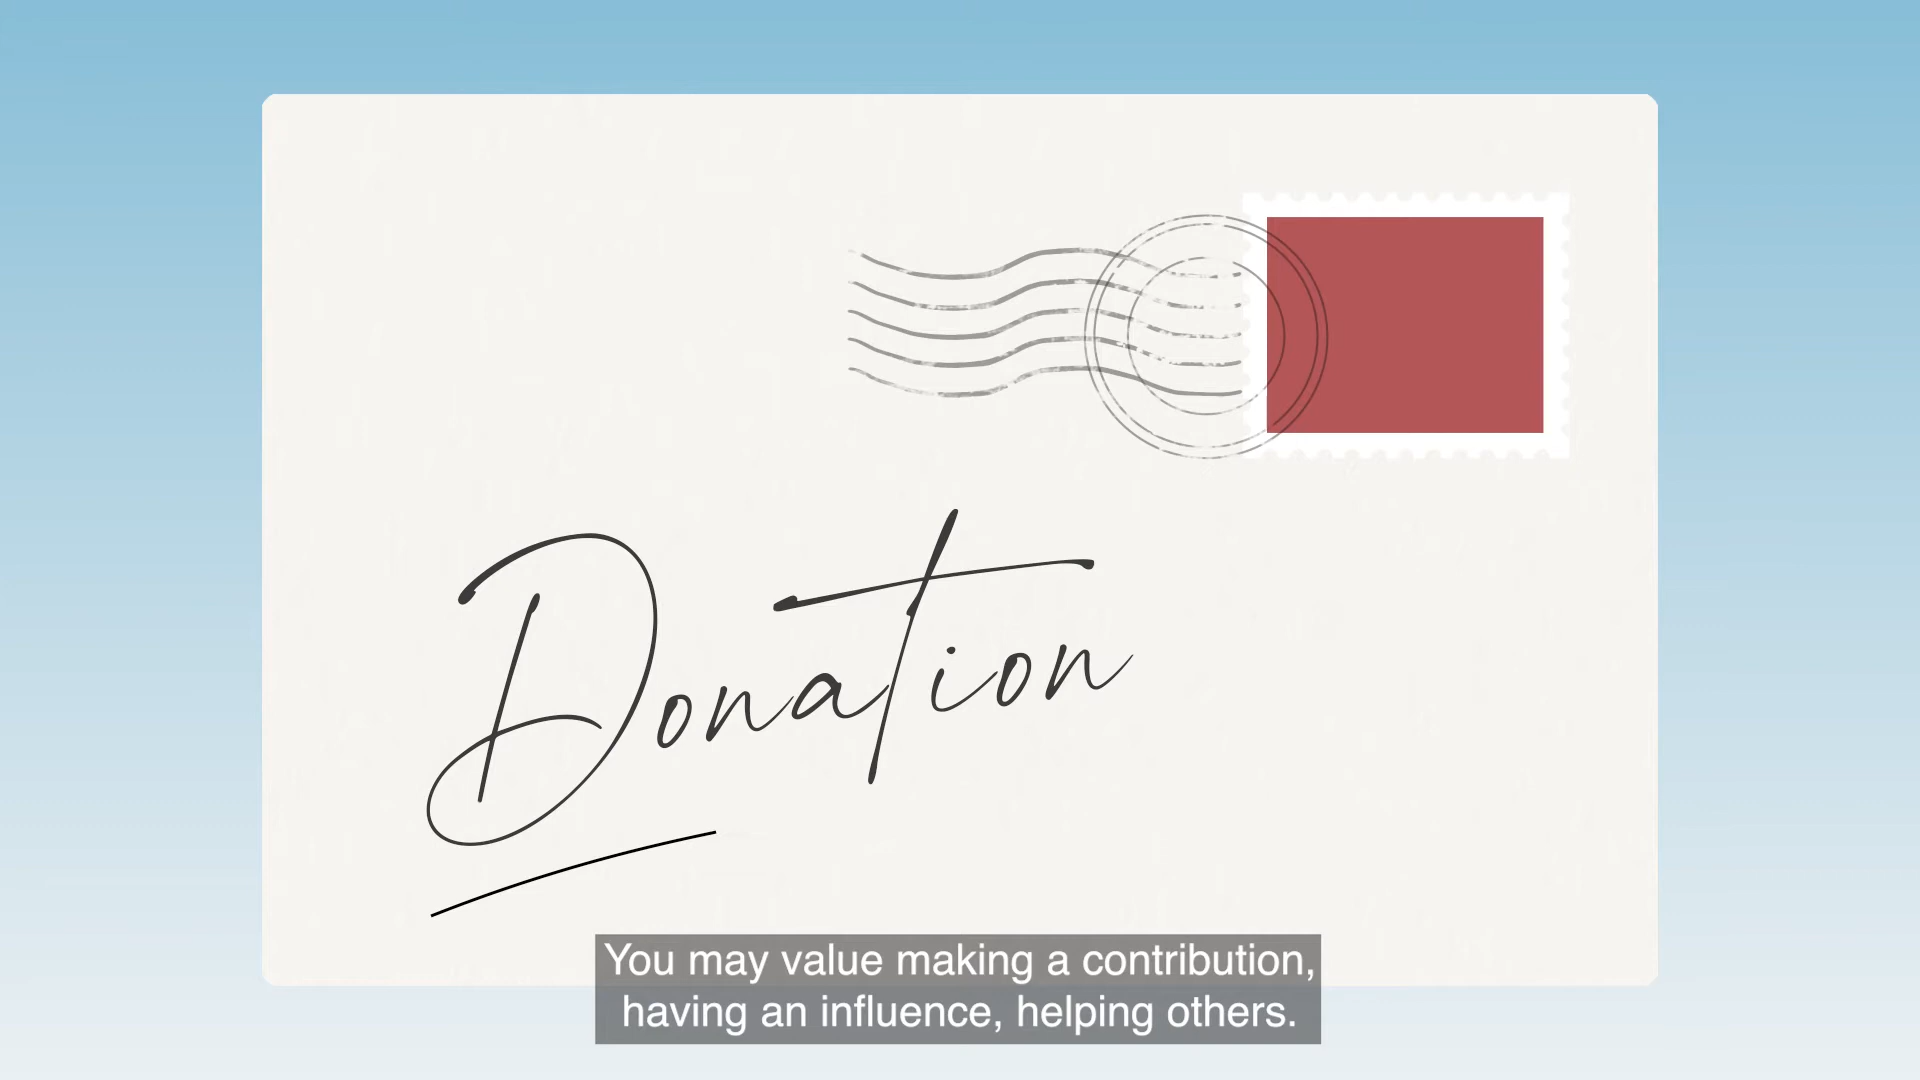 Donation
You may value making a contribution,
having an influence, helping others.